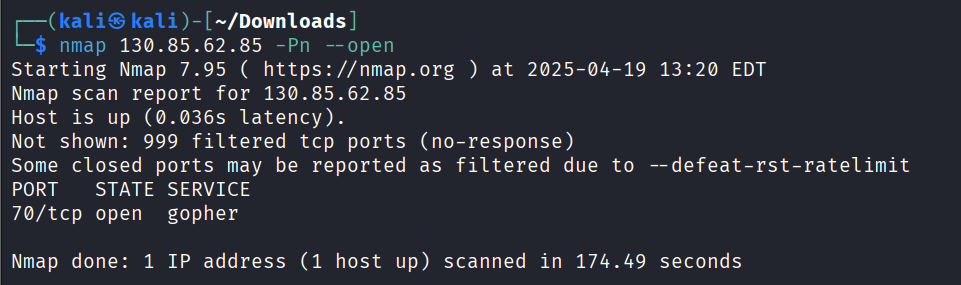 ┌──(kali㉿kali)-[~/Downloads]
└─$ nmap 130.85.62.85 -Pn --open
Starting Nmap 7.95 ( https://nmap.org ) at 2025-04-19 13:20 EDT
Nmap scan report for 130.85.62.85
Host is up (0.036s latency).
Not shown: 999 filtered tcp ports (no-response)
Some closed ports may be reported as filtered due to --defeat-rst-ratelimit
PORT   STATE SERVICE
70/tcp open  gopher

Nmap done: 1 IP address (1 host up) scanned in 174.49 seconds